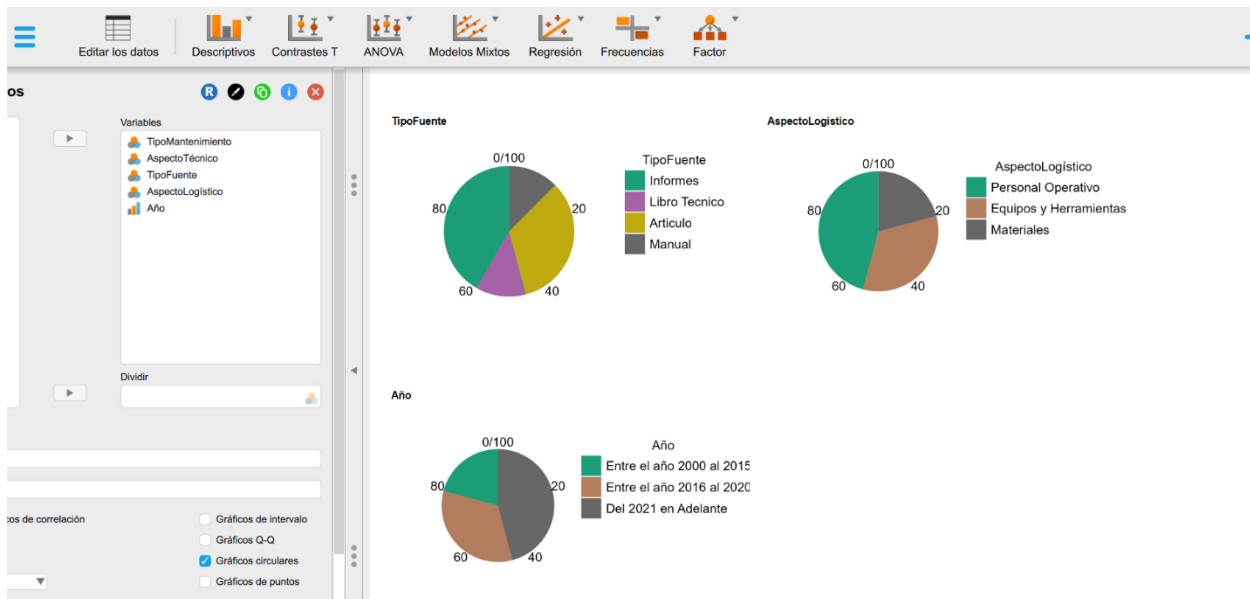 Editar los datos
Descriptivos
Contrastes T
ANOVA
Modelos Mixtos
Regresión
Frecuencias
Factor
os
R
i
Variables
TipoMantenimiento
AspectoTécnico
TipoFuente
AspectoLogístico
Año
Dividir
cos de correlación
Gráficos de intervalo
Gráficos Q-Q
Gráficos circulares
Gráficos de puntos
TipoFuente
0/100
20
40
60
80
TipoFuente
Informes
Libro Tecnico
Articulo
Manual
AspectoLogístico
0/100
20
40
60
80
AspectoLogístico
Personal Operativo
Equipos y Herramientas
Materiales
Año
0/100
20
40
60
80
Año
Entre el año 2000 al 2015
Entre el año 2016 al 2020
Del 2021 en Adelante